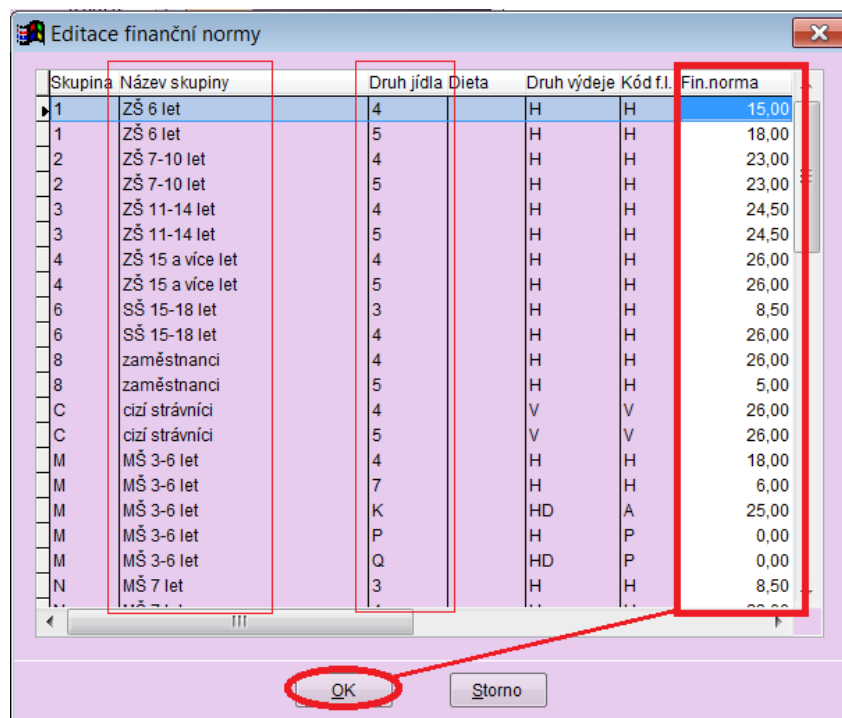 Editace finanční normy
Skupina Název skupiny Druh jídla Dieta Druh výdeje Kód f.l. Fin.norma
1 ZŠ 6 let 4 H H 15,00
1 ZŠ 6 let 5 H H 18,00
2 ZŠ 7-10 let 4 H H 23,00
2 ZŠ 7-10 let 5 H H 23,00
3 ZŠ 11-14 let 4 H H 24,50
3 ZŠ 11-14 let 5 H H 24,50
4 ZŠ 15 a více let 4 H H 26,00
4 ZŠ 15 a více let 5 H H 26,00
6 SŠ 15-18 let 3 H H 8,50
6 SŠ 15-18 let 4 H H 26,00
8 zaměstnanci 4 H H 26,00
8 zaměstnanci 5 H H 5,00
C cizí strávníci 4 V V 26,00
C cizí strávníci 5 V V 26,00
M MŠ 3-6 let 4 H H 18,00
M MŠ 3-6 let 7 H H 6,00
M MŠ 3-6 let K HD A 25,00
M MŠ 3-6 let P H P 0,00
M MŠ 3-6 let Q HD P 0,00
N MŠ 7 let 3 H H 8,50
OK Storno